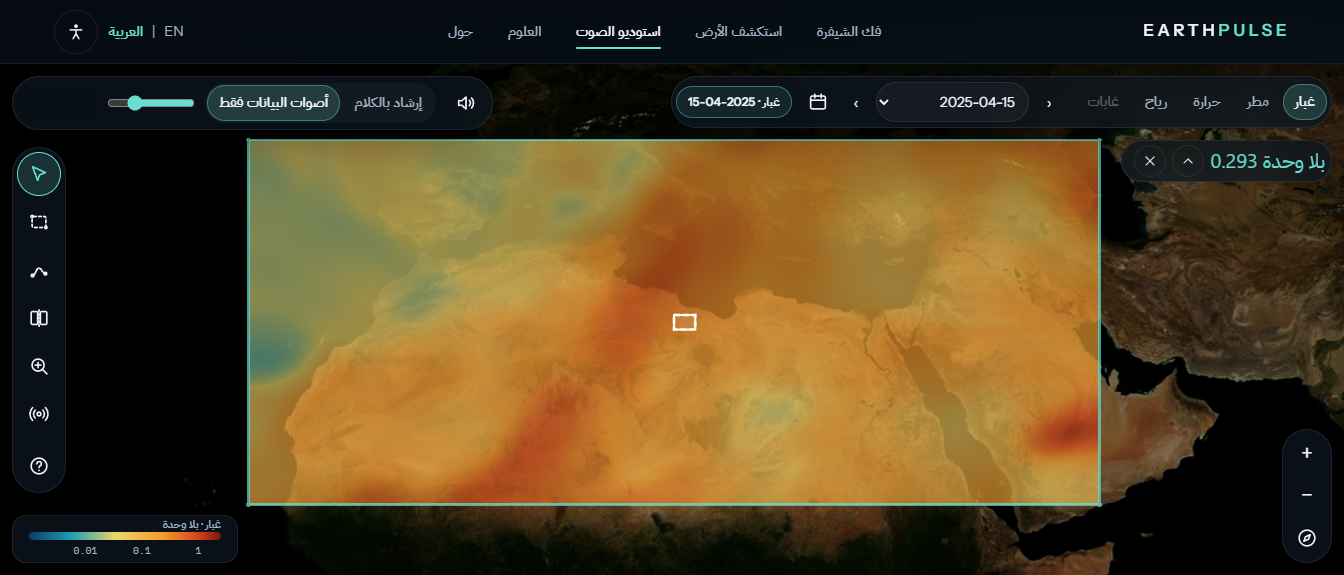 EARTHPULSE
فك الشيفرة
استكشف الأرض
استوديو الصوت
العلوم
حول
العربية | EN
غبار
مطر
حرارة
رياح
غابات
›
2025-04-15
‹
غبار · 2025-04-15
إرشاد بالكلام
أصوات البيانات فقط
0.293 بلا وحدة
+
−
غبار · بلا وحدة
0.01 0.1 1